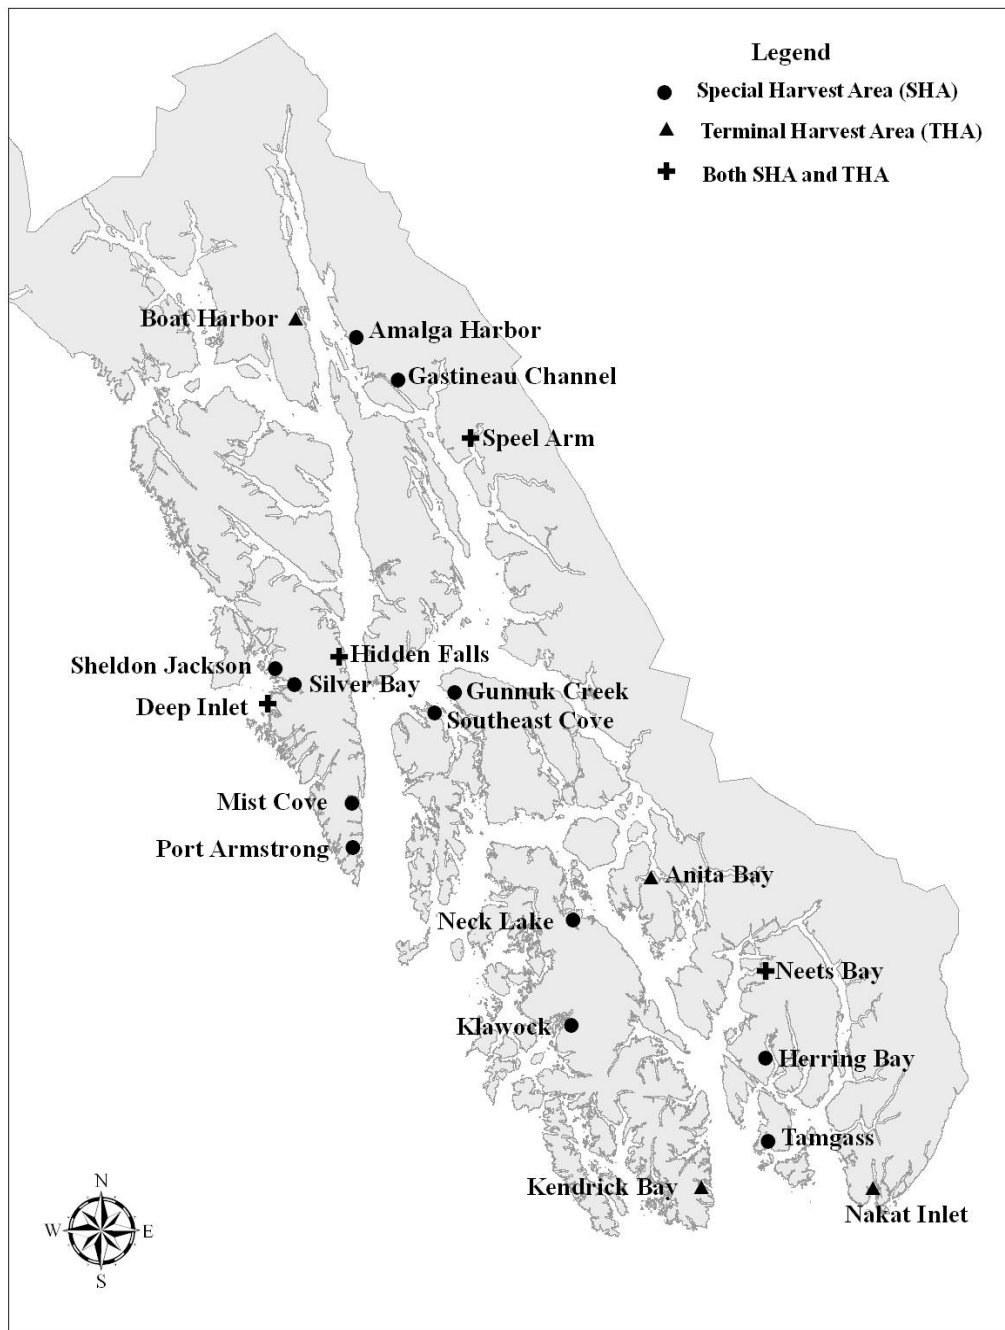 Legend
Special Harvest Area (SHA)
Terminal Harvest Area (THA)
Both SHA and THA
Boat Harbor
Amalga Harbor
Gastineau Channel
Speel Arm
Hidden Falls
Sheldon Jackson
Silver Bay
Gunnuk Creek
Deep Inlet
Southeast Cove
Mist Cove
Port Armstrong
Anita Bay
Neck Lake
Neets Bay
Klawock
Herring Bay
Tamgass
Kendrick Bay
Nakat Inlet
N
W
E
S